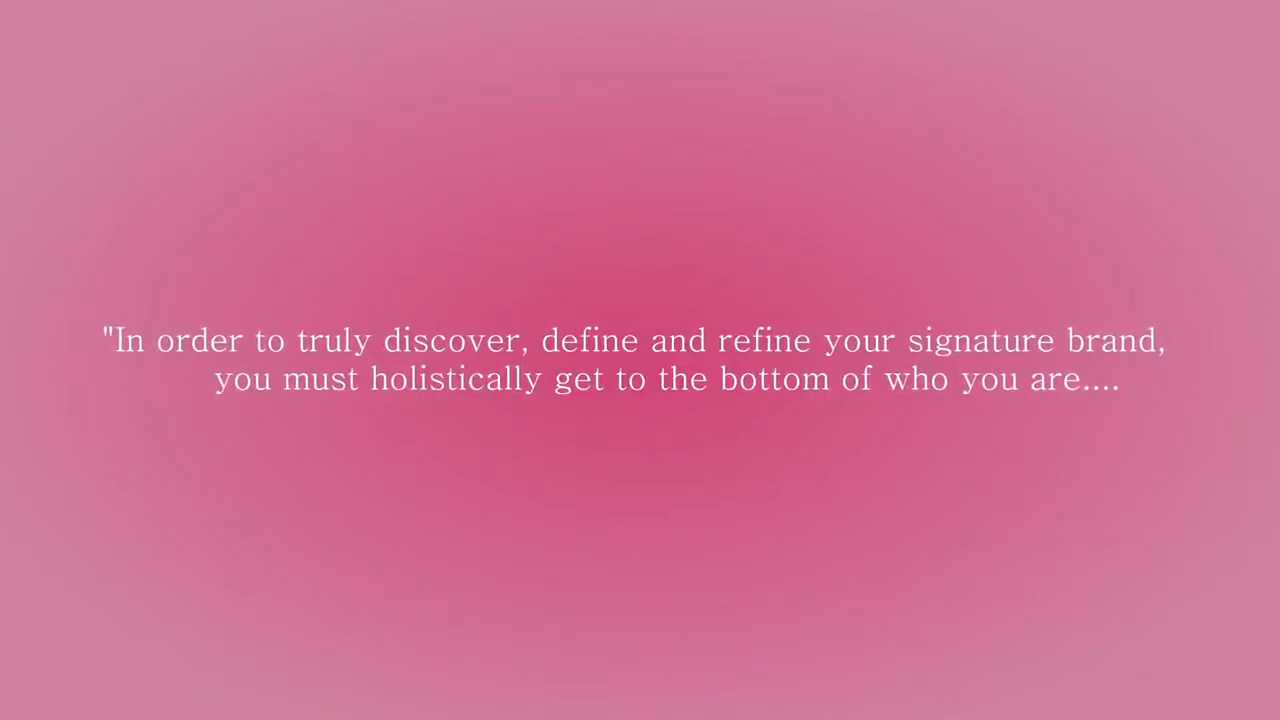 "In order to truly discover, define and refine your signature brand,
you must holistically get to the bottom of who you are....